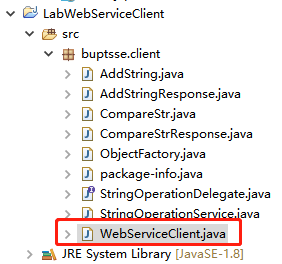 LabWebServiceClient
src
buptsse.client
AddString.java
AddStringResponse.java
CompareStr.java
CompareStrResponse.java
ObjectFactory.java
package-info.java
StringOperationDelegate.java
StringOperationService.java
WebServiceClient.java
JRE System Library [JavaSE-1.8]